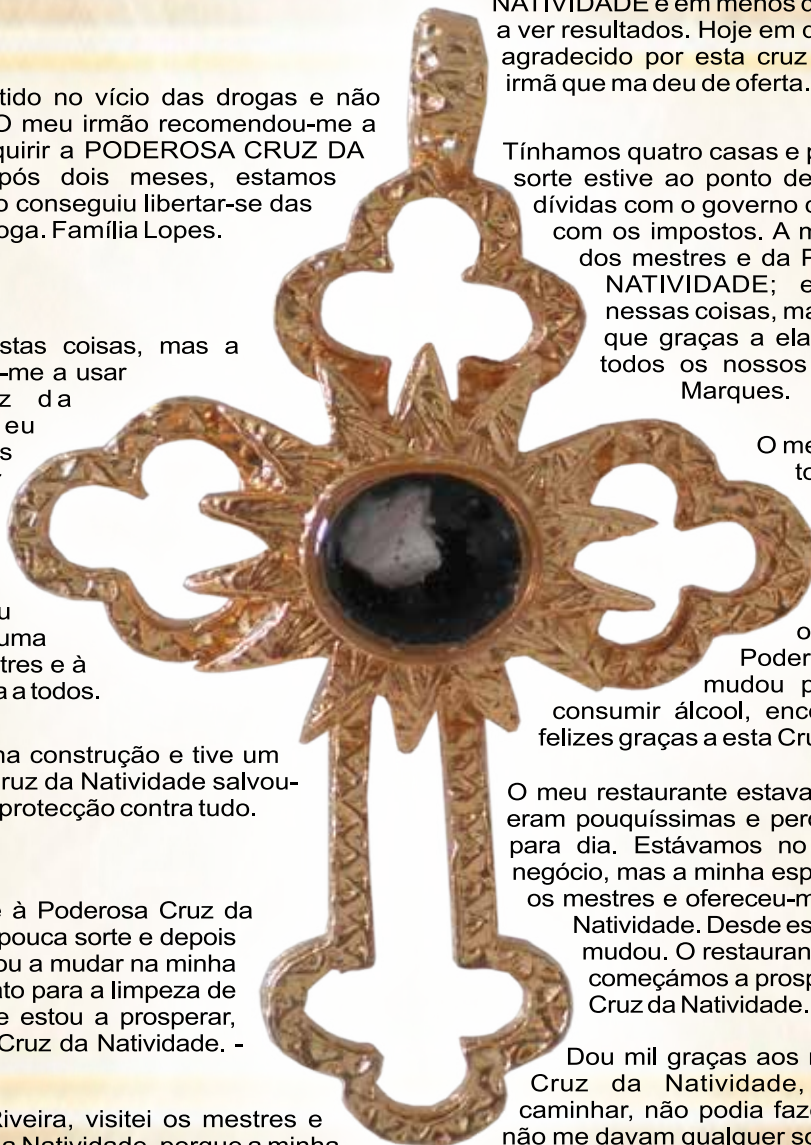 tido no vício das drogas e não
O meu irmão recomendou-me a
quirir a PODEROSA CRUZ DA
pós dois meses, estamos
o conseguiu libertar-se das
oga. Família Lopes.
stas coisas, mas a
-me a usar
z da
eu
s
u
uma
tres e à
a a todos.
na construção e tive um
Cruz da Natividade salvou-
protecção contra tudo.
e à Poderosa Cruz da
pouca sorte e depois
ou a mudar na minha
ato para a limpeza de
e estou a prosperar,
Cruz da Natividade. -
Riveira, visitei os mestres e
a Natividade, porque a minha
NATIVIDADE e em menos d
a ver resultados. Hoje em d
agradecido por esta cruz
irmã que ma deu de oferta.
Tínhamos quatro casas e p
sorte estive ao ponto de
dívidas com o governo
com os impostos. A m
dos mestres e da P
NATIVIDADE; e
nessas coisas, ma
que graças a ela
todos os nossos
Marques.
O me
to
o
Poder
mudou p
consumir álcool, enc
felizes graças a esta Cru
O meu restaurante estava
eram pouquíssimas e per
para dia. Estávamos no
negócio, mas a minha esp
os mestres e ofereceu-m
Natividade. Desde es
mudou. O restauran
começámos a prosp
Cruz da Natividade.
Dou mil graças aos
Cruz da Natividade,
caminhar, não podia faz
não me davam qualquer so